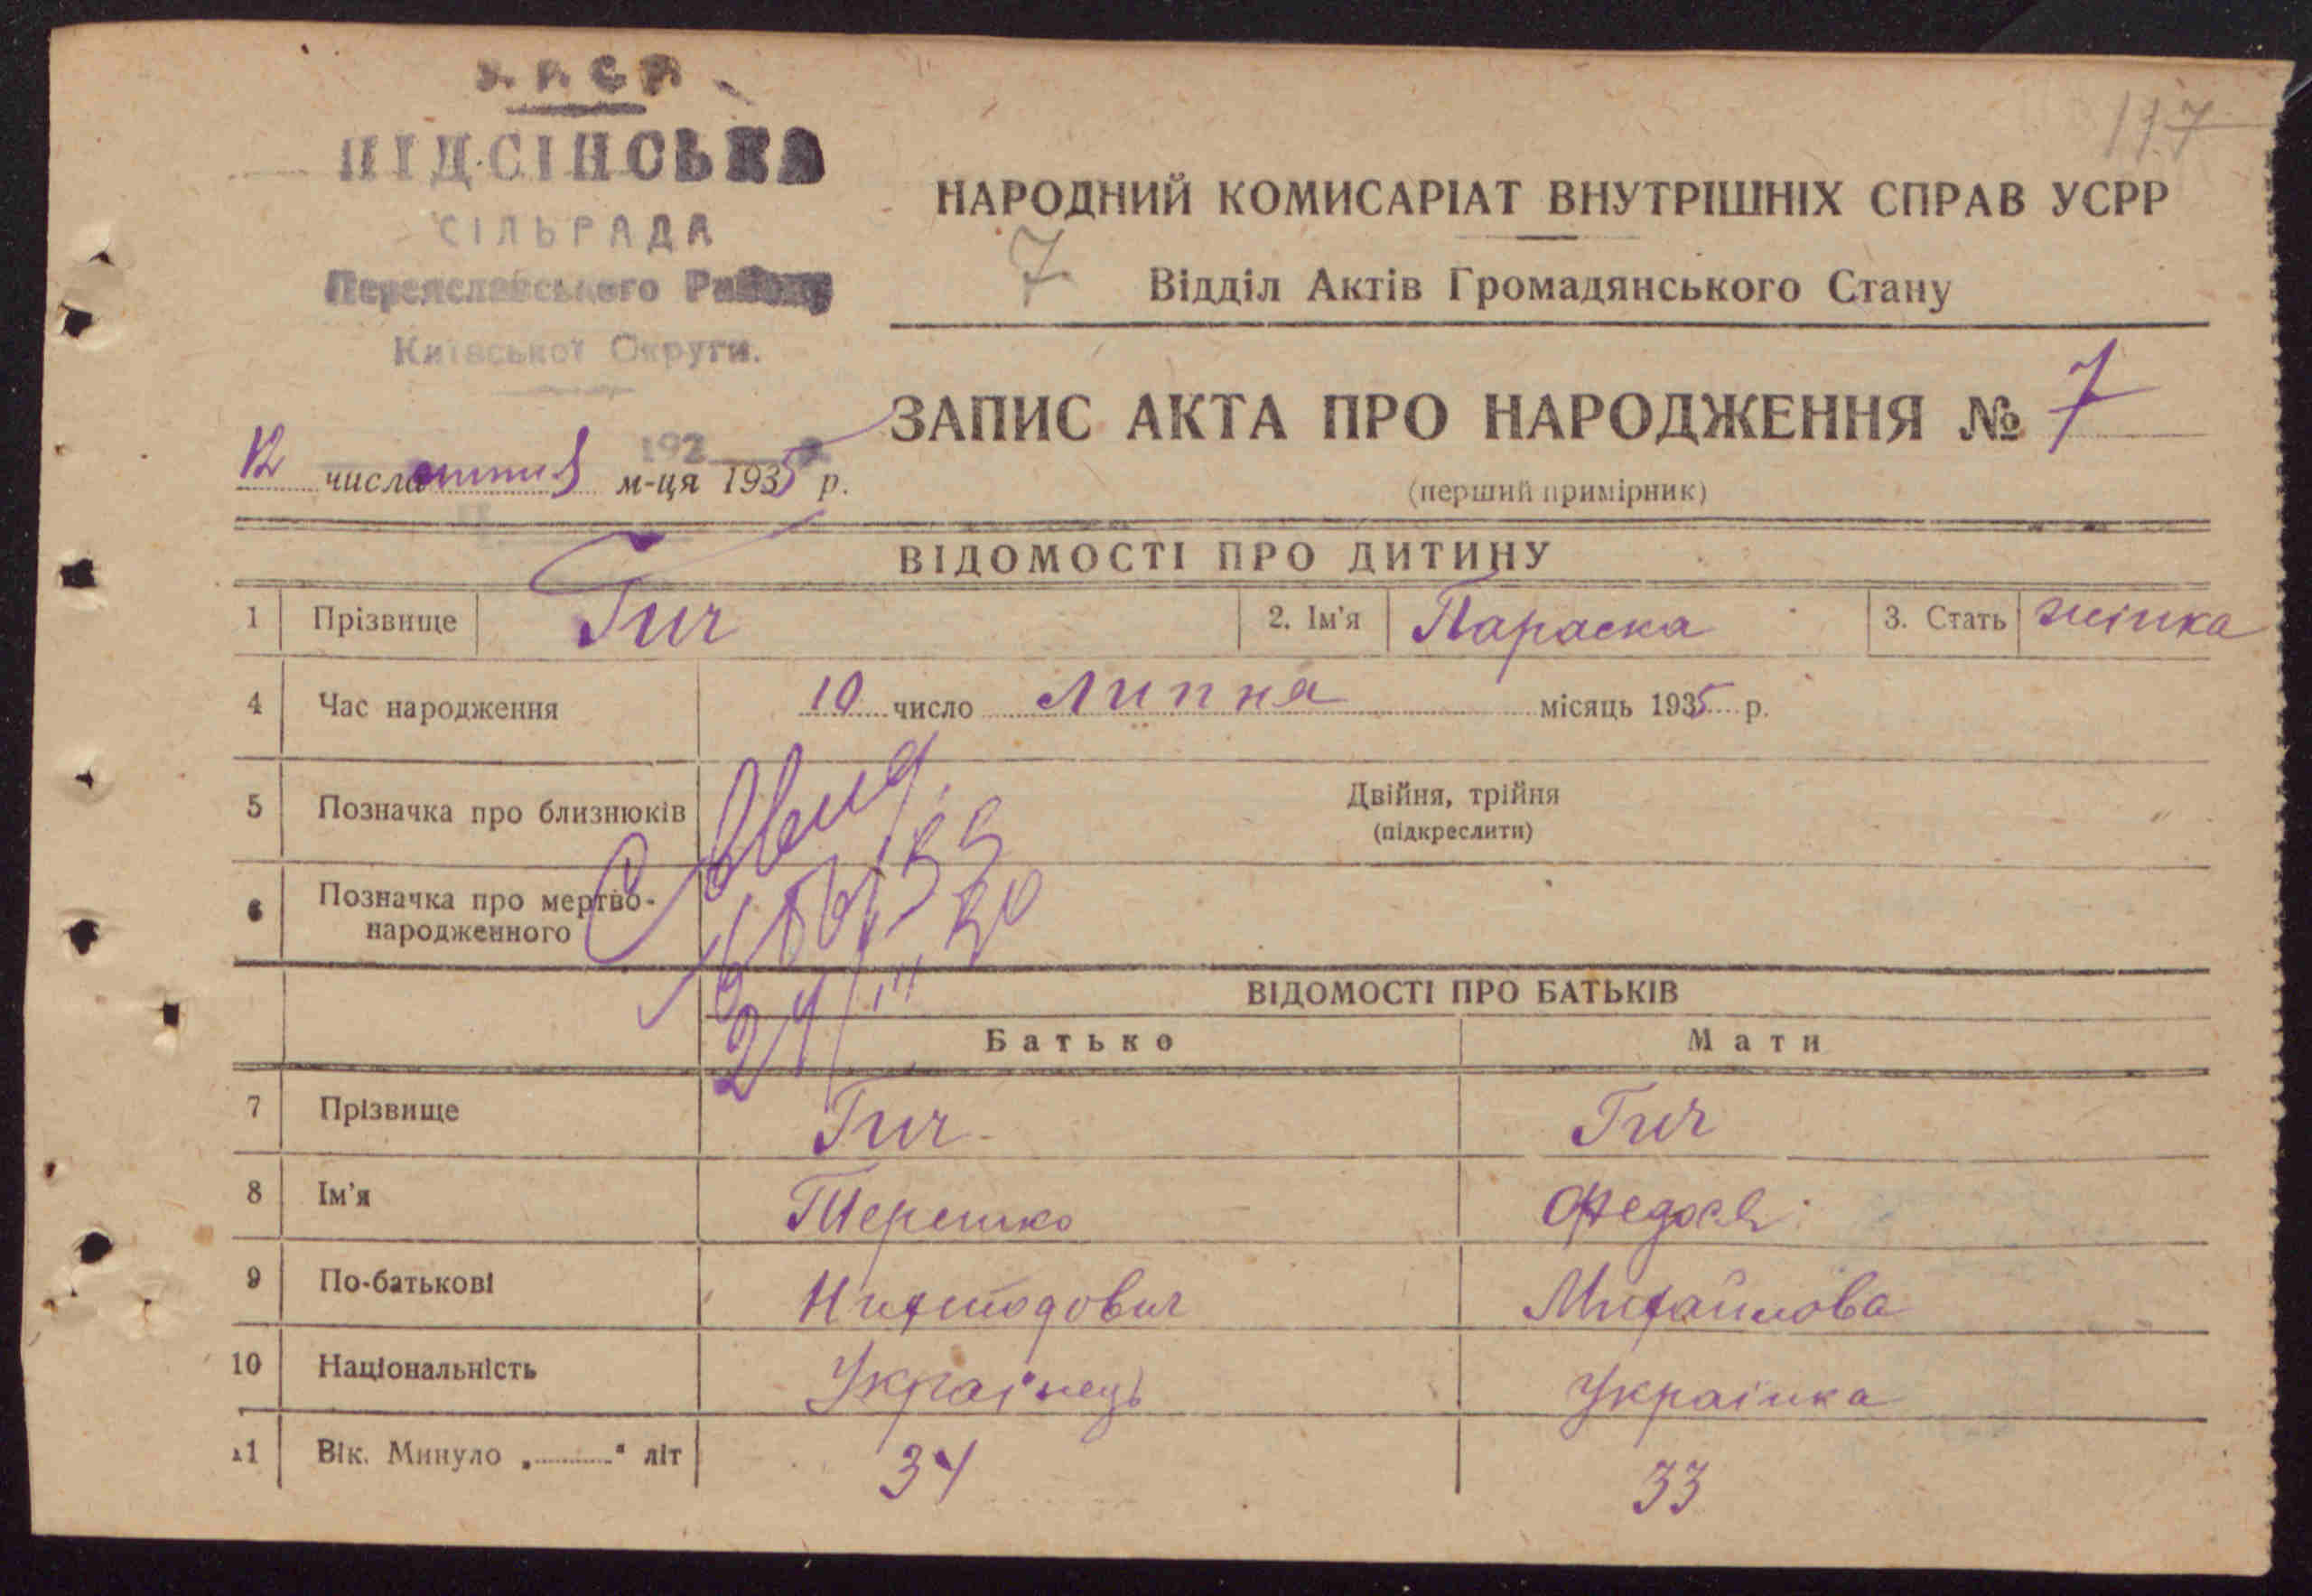 У.С.Р.Р.
ПІДСІНСЬКА
СІЛЬРАДА
Переяславського Району
Київської Округи.
192
117
НАРОДНИЙ КОМИСАРІАТ ВНУТРІШНІХ СПРАВ УСРР
7 Відділ Актів Громадянського Стану
ЗАПИС АКТА ПРО НАРОДЖЕННЯ № 7
12 числа липня м-ця 1935 р.
(перший примірник)
ВІДОМОСТІ ПРО ДИТИНУ
1 Прізвище Гич 2. Ім'я Параска 3. Стать жінка
4 Час народження 10 число липня місяць 1935 р.
5 Позначка про близнюків Двійня, трійня
(підкреслити)
6 Позначка про мертво-
народженного
ВІДОМОСТІ ПРО БАТЬКІВ
Батько Мати
7 Прізвище Гич Гич
8 Ім'я Терешко Федося
9 По-батькові Никифодович Михайлова
10 Національність Українець Українка
11 Вік. Минуло „ “ літ 34 33